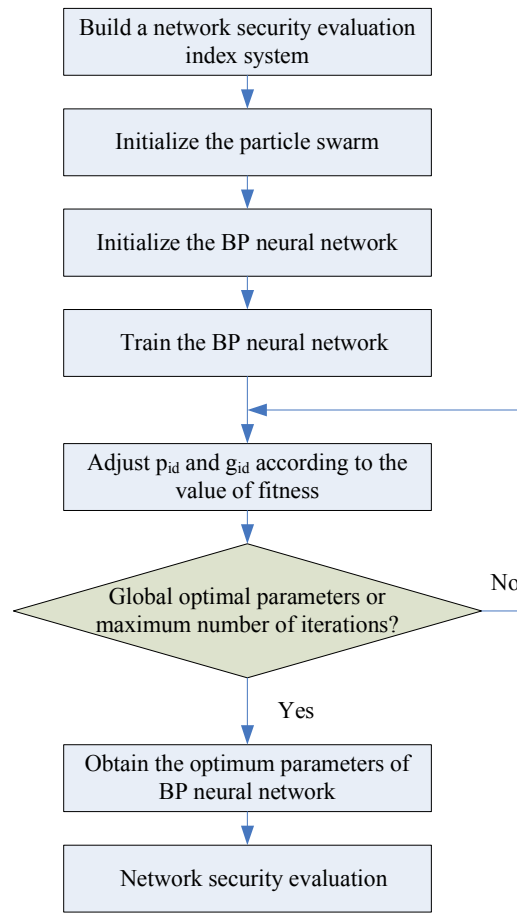 Build a network security evaluation
index system
Initialize the particle swarm
Initialize the BP neural network
Train the BP neural network
Adjust pid and gid according to the
value of fitness
Global optimal parameters or
maximum number of iterations?
No
Yes
Obtain the optimum parameters of
BP neural network
Network security evaluation